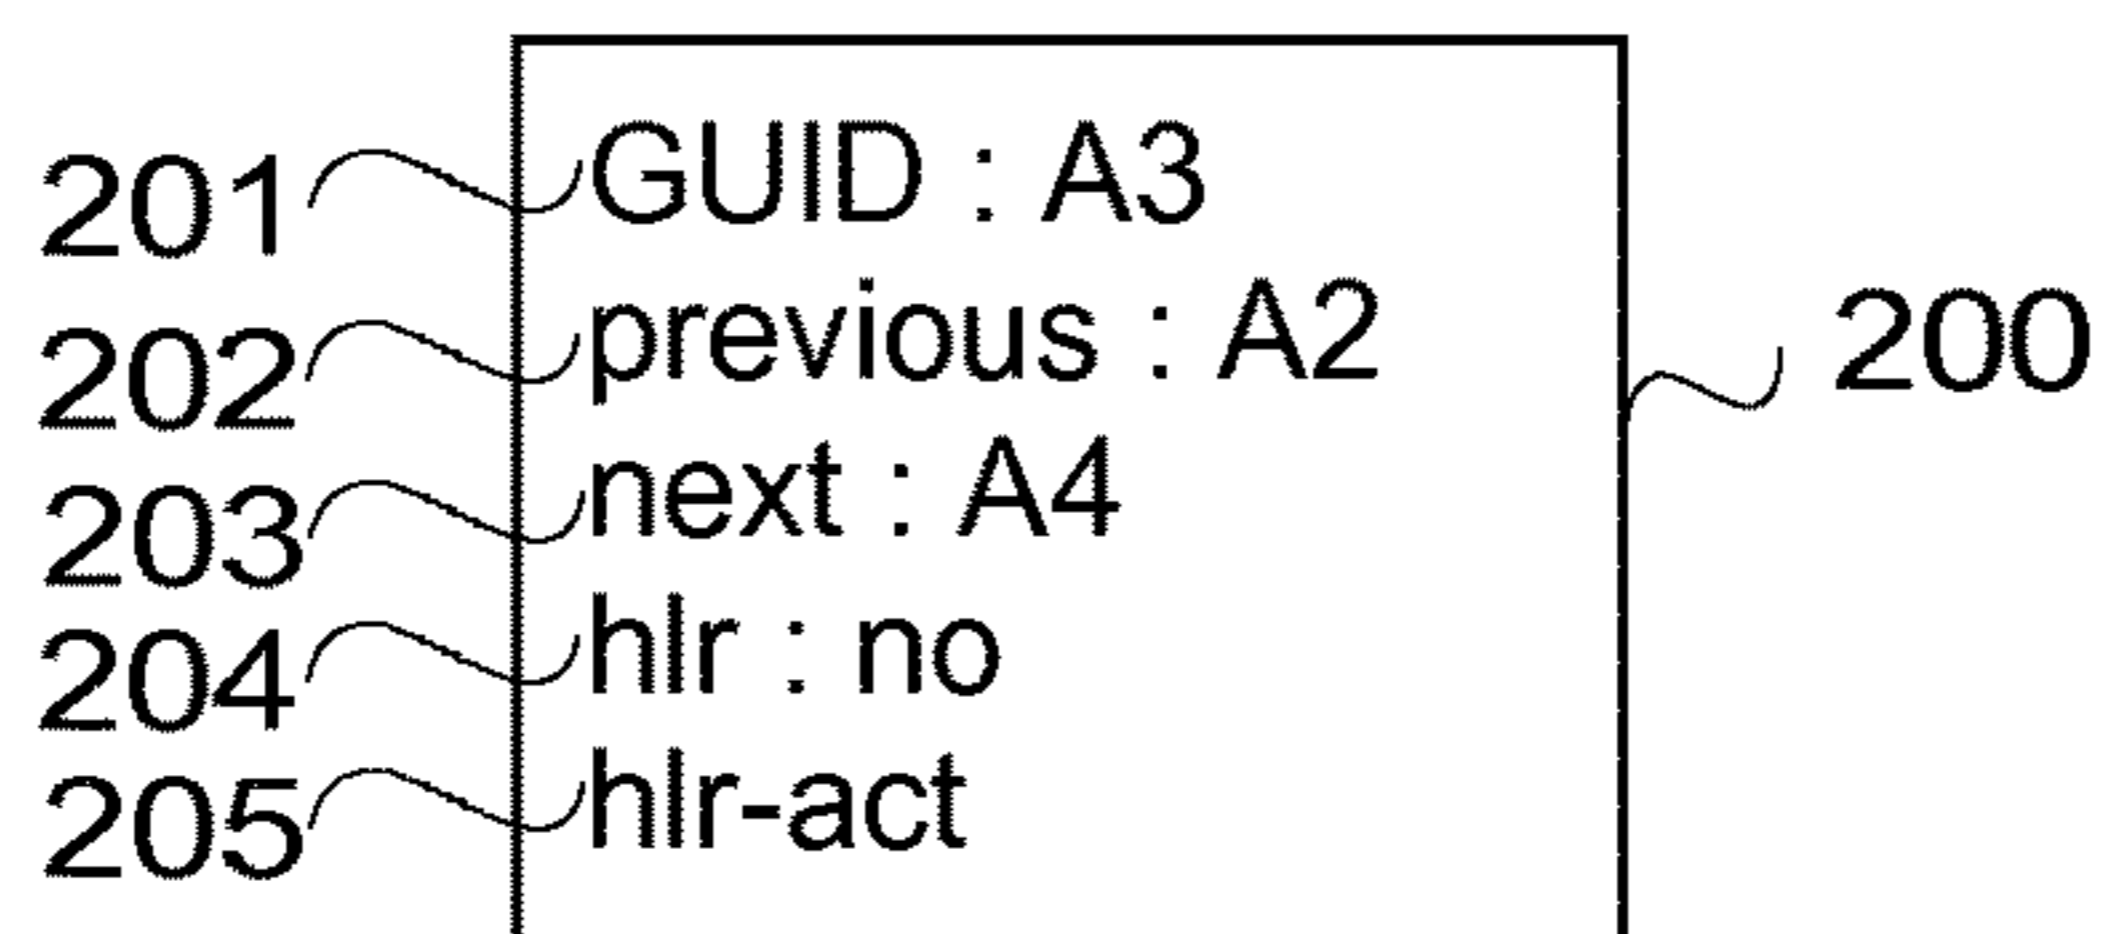 201 GUID : A3
202 previous : A2
200
203 next : A4
204 hlr : no
205 hlr-act